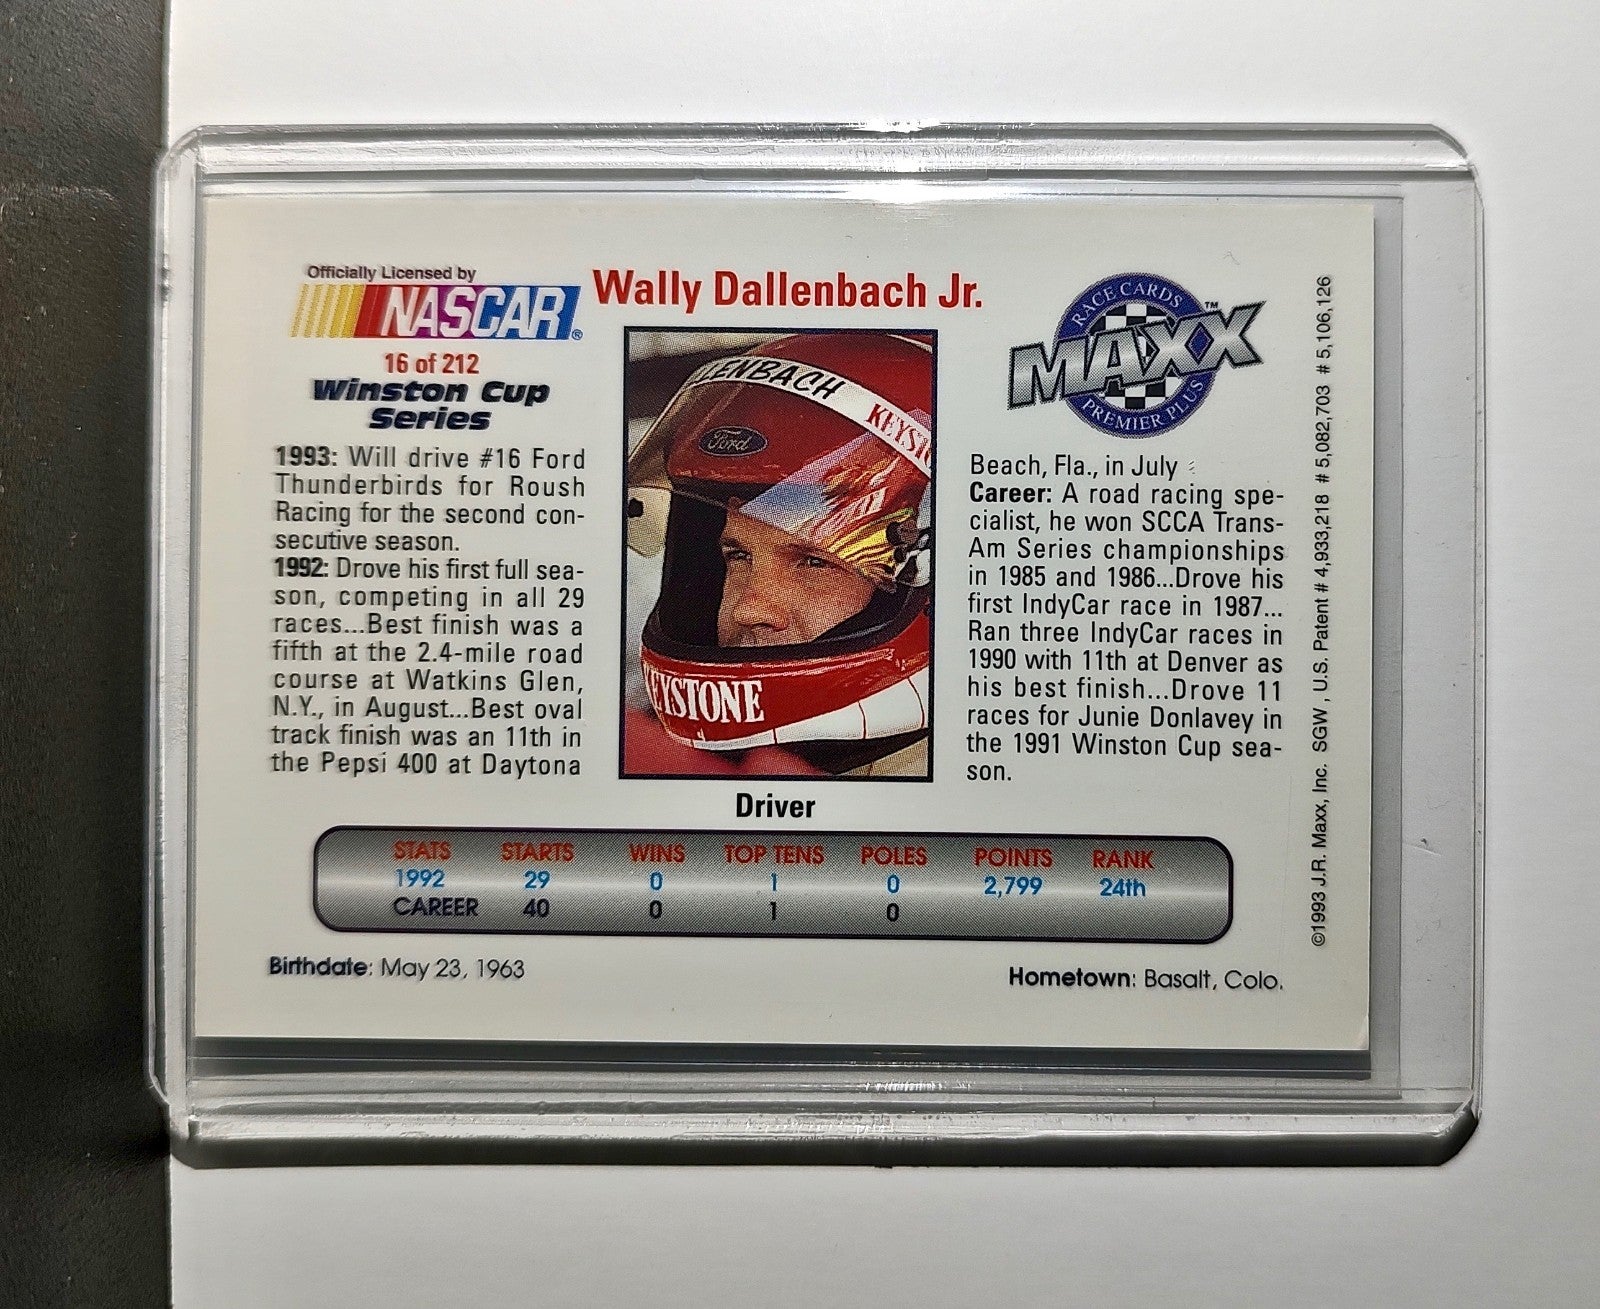 Officially Licensed by
NASCAR®
16 of 212
Winston Cup
Series
Wally Dallenbach Jr.
RACE CARDS
MAXX™
PREMIER PLUS
1993: Will drive #16 Ford
Thunderbirds for Roush
Racing for the second con-
secutive season.
1992: Drove his first full sea-
son, competing in all 29
races...Best finish was a
fifth at the 2.4-mile road
course at Watkins Glen,
N.Y., in August...Best oval
track finish was an 11th in
the Pepsi 400 at Daytona
LENBACH
KEYST
Ford
KEYSTONE
Driver
Beach, Fla., in July
Career: A road racing spe-
cialist, he won SCCA Trans-
Am Series championships
in 1985 and 1986...Drove his
first IndyCar race in 1987...
Ran three IndyCar races in
1990 with 11th at Denver as
his best finish...Drove 11
races for Junie Donlavey in
the 1991 Winston Cup sea-
son.
STATS STARTS WINS TOP TENS POLES POINTS RANK
1992 29 0 1 0 2,799 24th
CAREER 40 0 1 0
Birthdate: May 23, 1963
Hometown: Basalt, Colo.
©1993 J.R. Maxx, Inc. SGW, U.S. Patent # 4,933,218 # 5,082,703 # 5,106,126